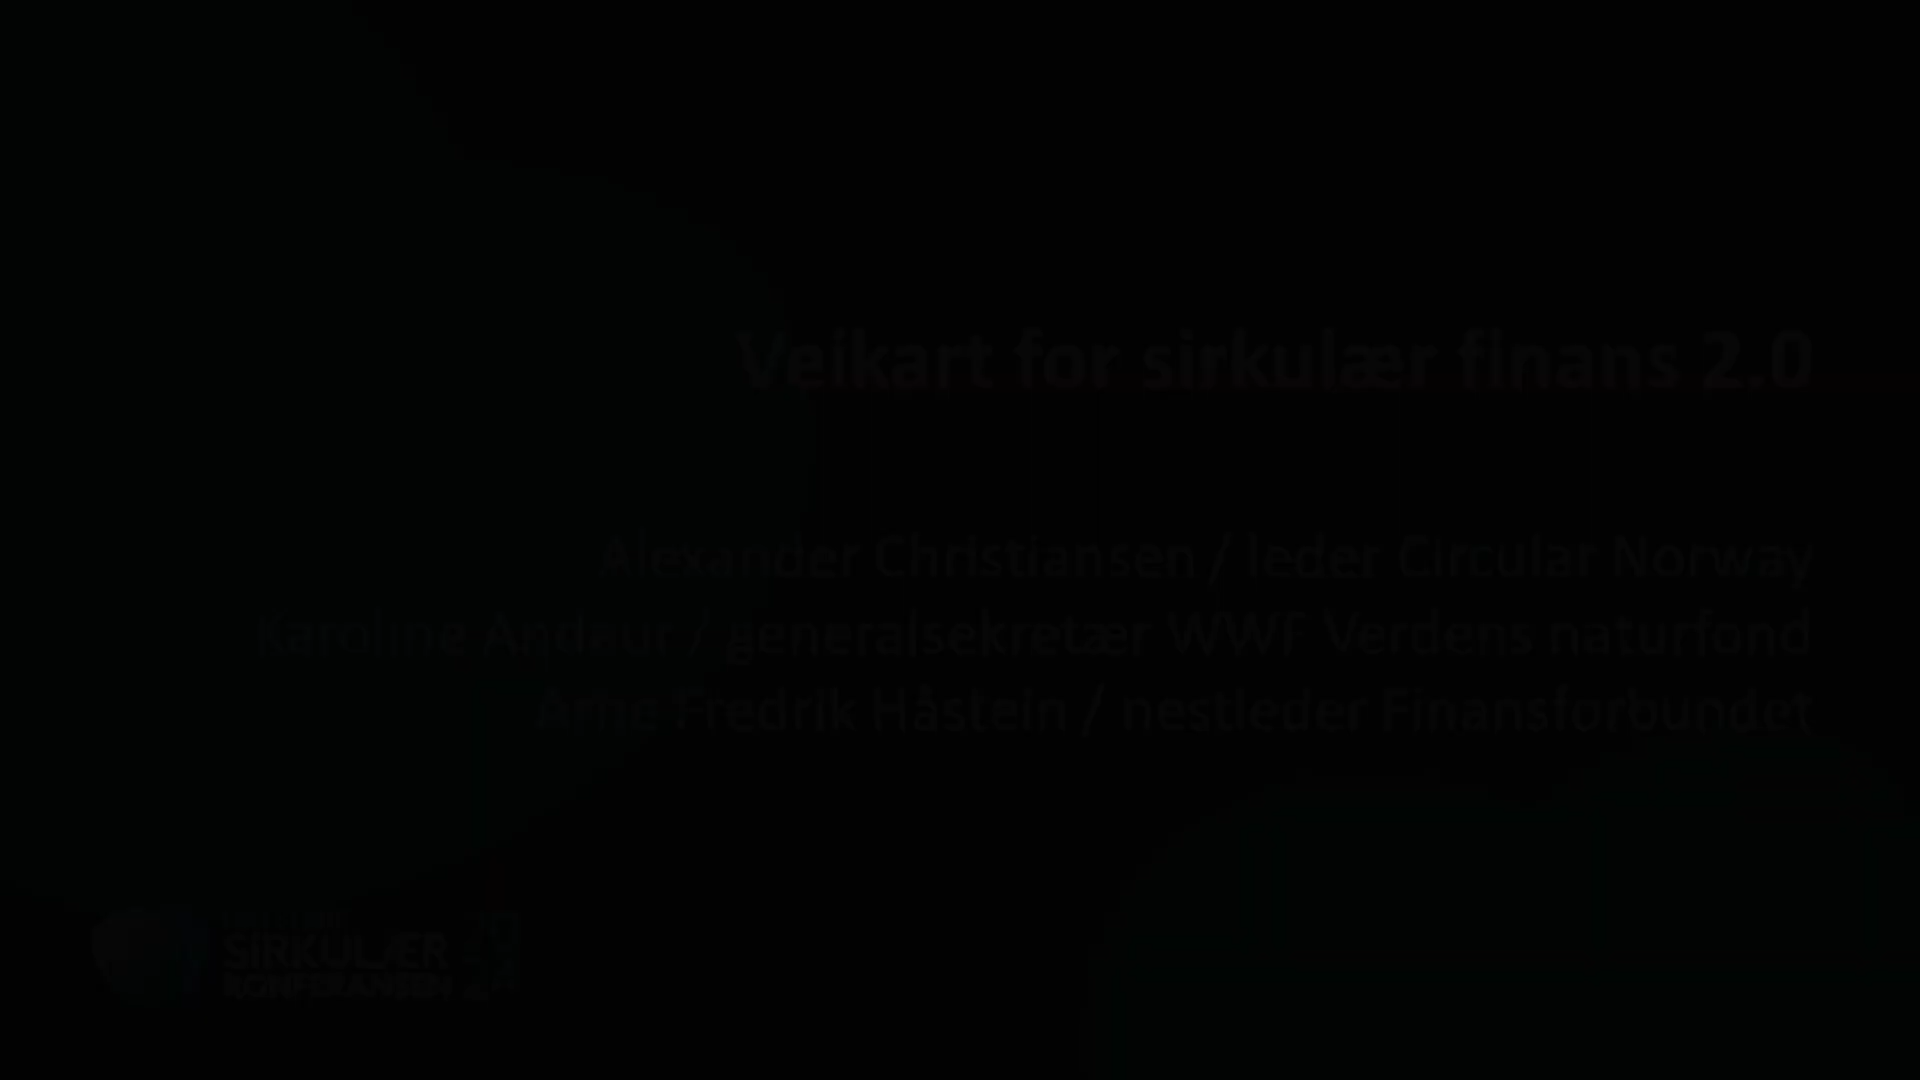 Veikart for sirkulær finans 2.0
Alexander Christiansen / leder Circular Norway
Karoline Andaur / generalsekretær WWF Verdens naturfond
Arne Fredrik Håstein / nestleder Finansforbundet
SIRKULÆR
KONFERANSEN